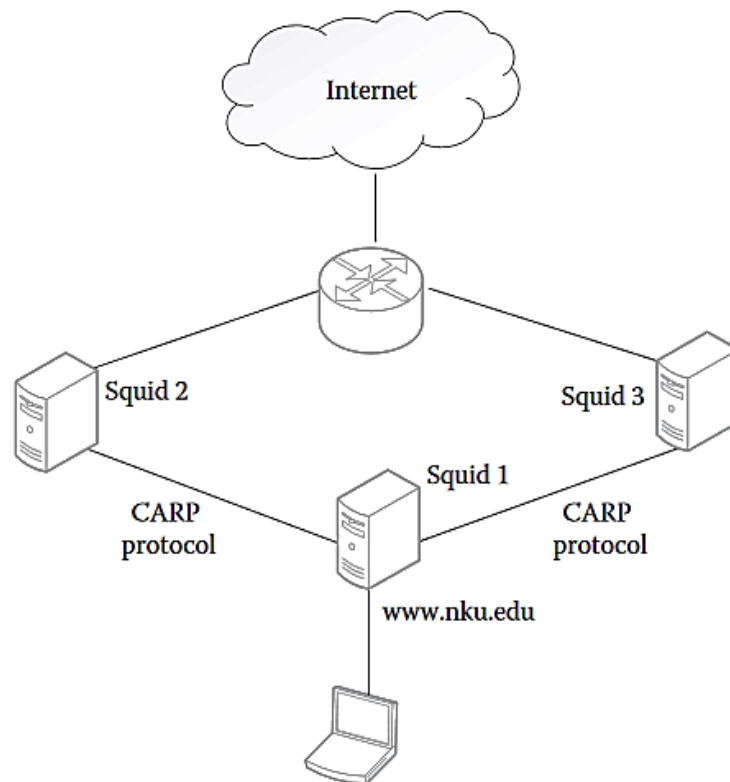 Internet
Squid 2
Squid 3
Squid 1
CARP
protocol
CARP
protocol
www.nku.edu